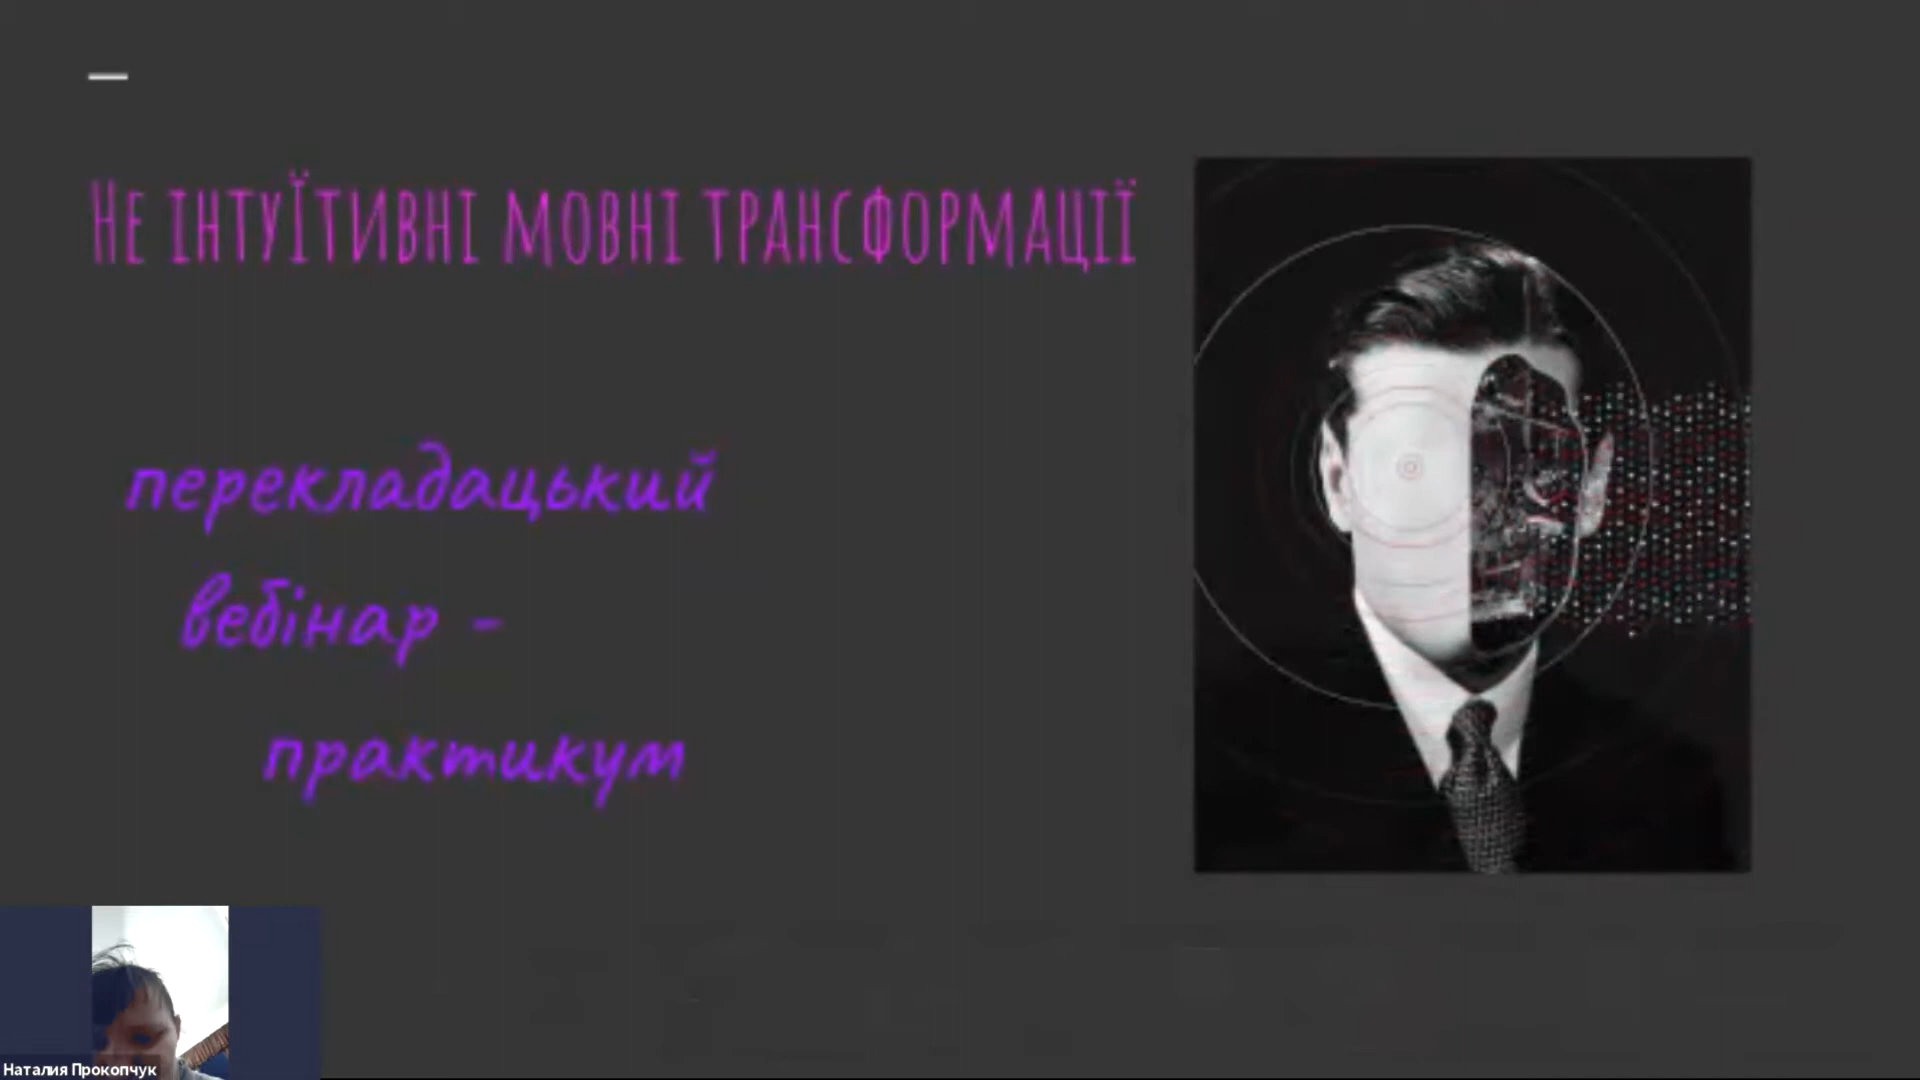 Не інтуЇтивні мовні трансформації
перекладацький
вебінар -
практикум
Наталия Прокопчук